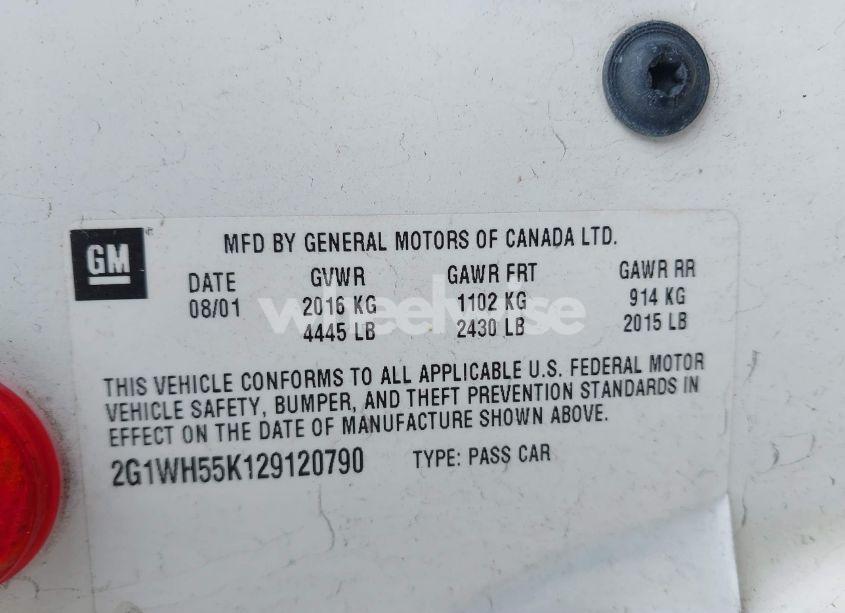 GM
MFD BY GENERAL MOTORS OF CANADA LTD.
DATE GVWR GAWR FRT GAWR RR
08/01 2016 KG 1102 KG 914 KG
4445 LB 2430 LB 2015 LB
wheelwise
THIS VEHICLE CONFORMS TO ALL APPLICABLE U.S. FEDERAL MOTOR
VEHICLE SAFETY, BUMPER, AND THEFT PREVENTION STANDARDS IN
EFFECT ON THE DATE OF MANUFACTURE SHOWN ABOVE.
2G1WH55K129120790 TYPE: PASS CAR